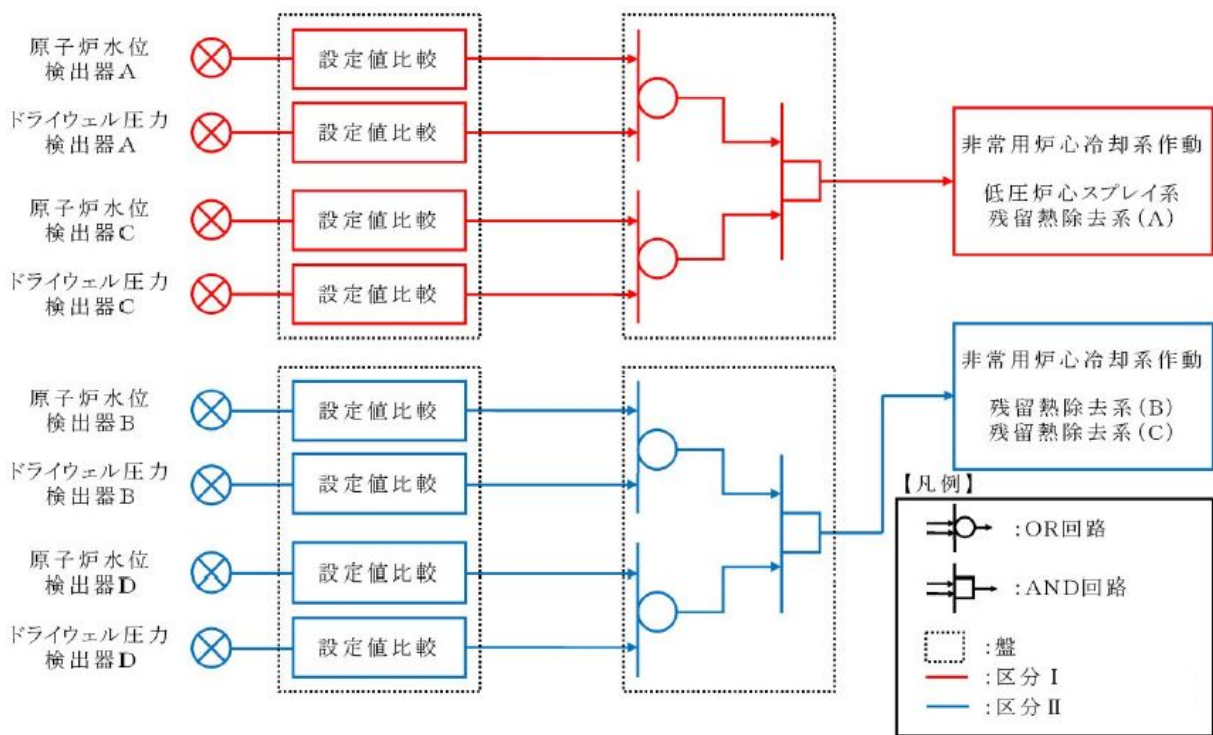 原子炉水位
検出器A
設定値比較
ドライウェル圧力
検出器A
設定値比較
原子炉水位
検出器C
設定値比較
ドライウェル圧力
検出器C
設定値比較
非常用炉心冷却系作動
低圧炉心スプレイ系
残留熱除去系(A)
原子炉水位
検出器B
設定値比較
ドライウェル圧力
検出器B
設定値比較
原子炉水位
検出器D
設定値比較
ドライウェル圧力
検出器D
設定値比較
非常用炉心冷却系作動
残留熱除去系(B)
残留熱除去系(C)
【凡例】
:OR回路
:AND回路
:盤
:区分Ⅰ
:区分Ⅱ